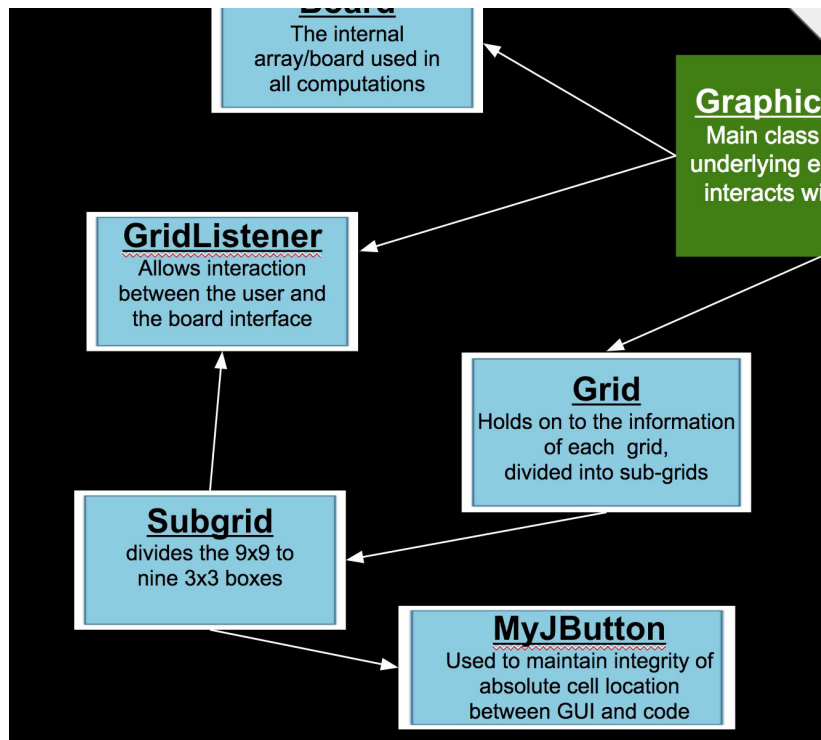 Board
The internal
array/board used in
all computations
Graphic
Main class
underlying e
interacts wi
GridListener
Allows interaction
between the user and
the board interface
Grid
Holds on to the information
of each grid,
divided into sub-grids
Subgrid
divides the 9x9 to
nine 3x3 boxes
MyJButton
Used to maintain integrity of
absolute cell location
between GUI and code